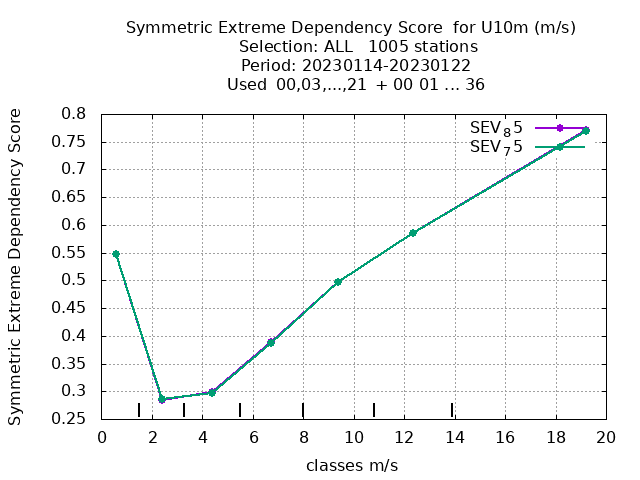 Symmetric Extreme Dependency Score  for U10m (m/s)
Selection: ALL   1005 stations
Period: 20230114-20230122
Used  00,03,...,21  + 00 01 ... 36
Symmetric Extreme Dependency Score
0.8
0.75
0.7
0.65
0.6
0.55
0.5
0.45
0.4
0.35
0.3
0.25
SEV₈5
SEV₇5
0 2 4 6 8 10 12 14 16 18 20
classes m/s